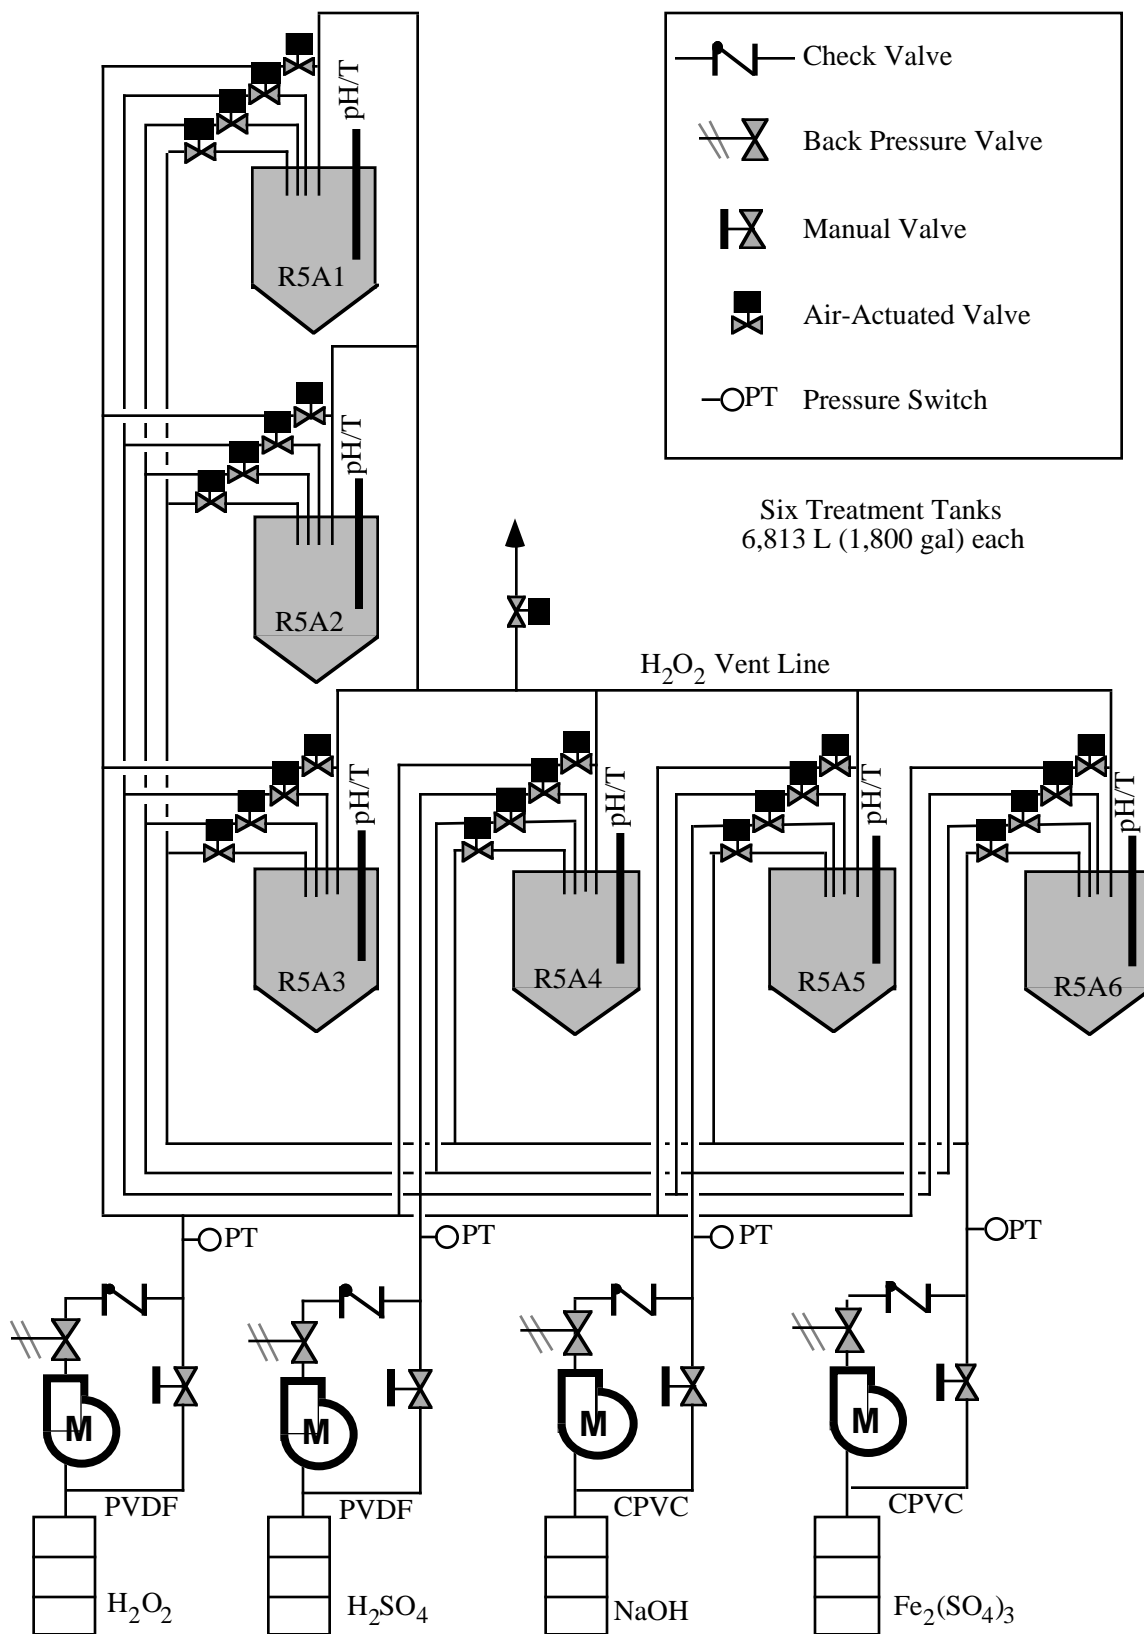 Check Valve
Back Pressure Valve
Manual Valve
Air-Actuated Valve
PT Pressure Switch
Six Treatment Tanks
6,813 L (1,800 gal) each
pH/T
R5A1
pH/T
R5A2
H2O2 Vent Line
pH/T
pH/T
pH/T
pH/T
R5A3
R5A4
R5A5
R5A6
PT
PT
PT
PT
M
M
M
M
PVDF
PVDF
CPVC
CPVC
H2O2
H2SO4
NaOH
Fe2(SO4)3